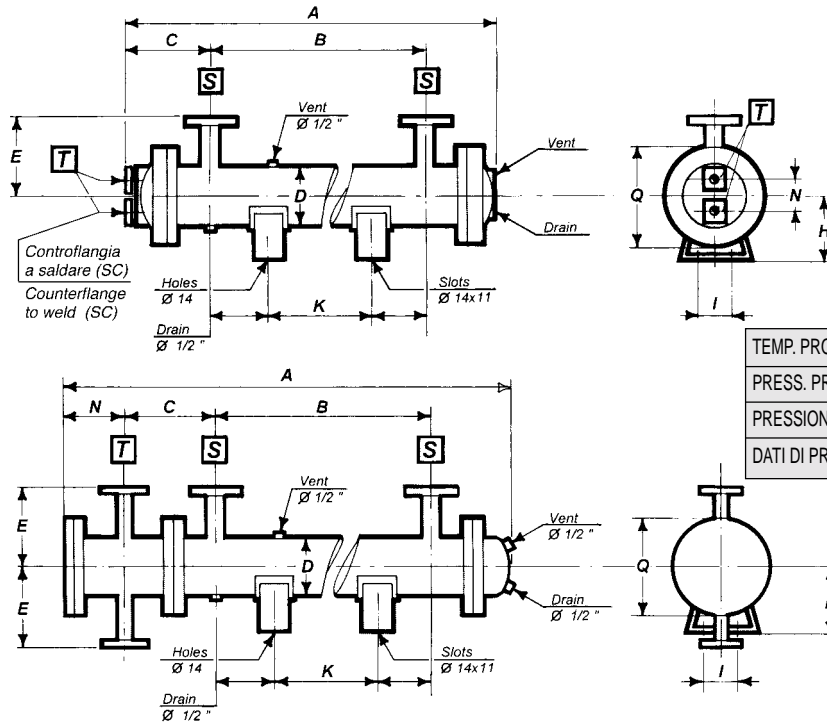 A
C
B
S
S
Vent
Ø 1/2 "
E
T
D
Vent
Drain
Controflangia
a saldare (SC)
Counterflange
to weld (SC)
Holes
Ø 14
K
Slots
Ø 14x11
Drain
Ø 1/2 "
T
Q
N
H
I
TEMP. PRO
PRESS. PR
PRESSION
DATI DI PR
A
N
C
B
T
S
S
Vent
Ø 1/2 "
E
E
D
Vent
Ø 1/2 "
Drain
Ø 1/2 "
Holes
Ø 14
K
Slots
Ø 14x11
Drain
Ø 1/2 "
Q
I